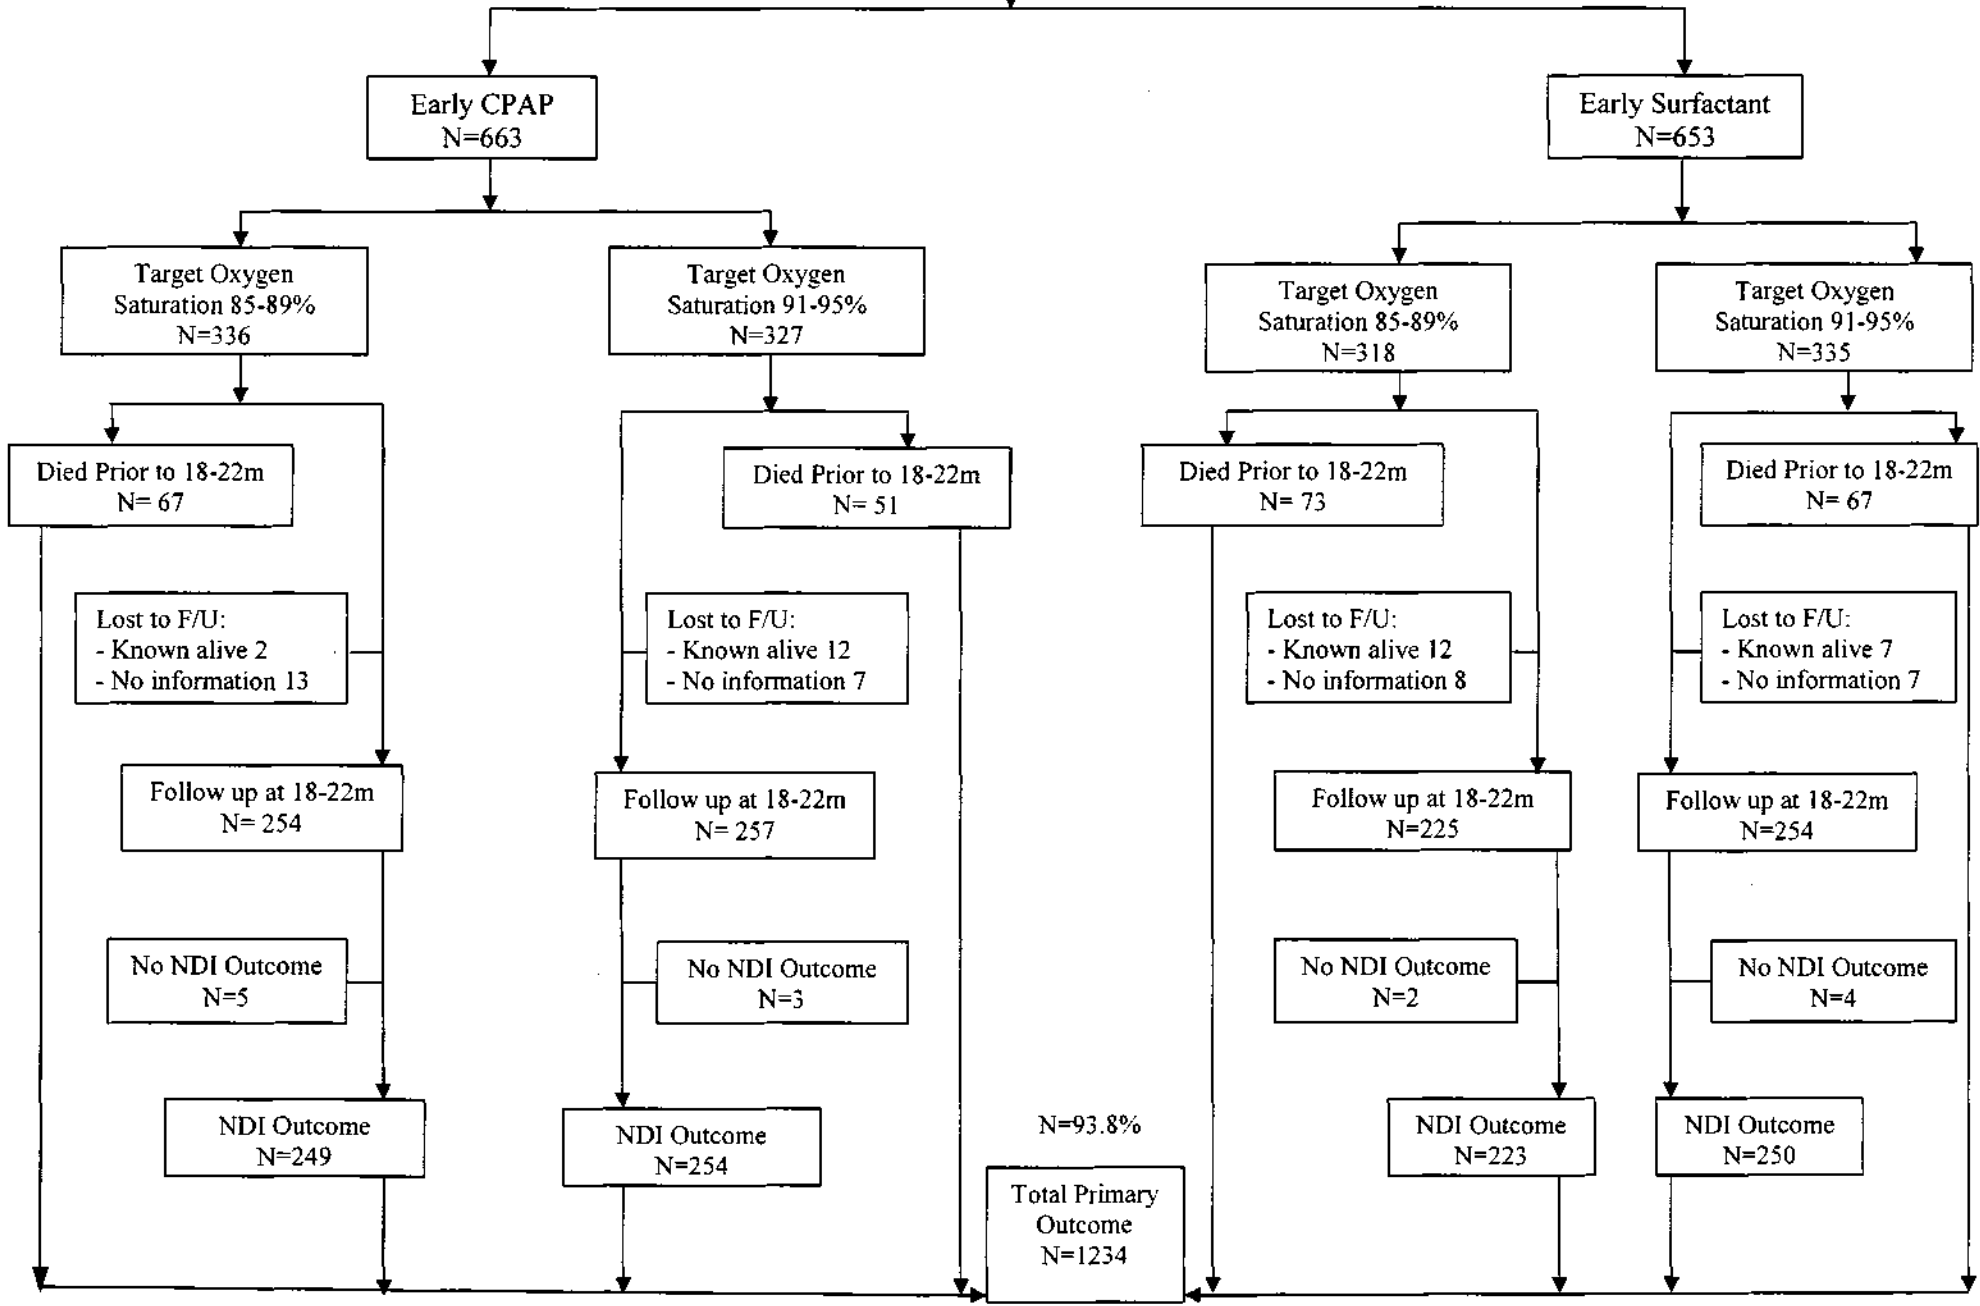 Early CPAP
N=663
Early Surfactant
N=653
Target Oxygen
Saturation 85-89%
N=336
Target Oxygen
Saturation 91-95%
N=327
Target Oxygen
Saturation 85-89%
N=318
Target Oxygen
Saturation 91-95%
N=335
Died Prior to 18-22m
N= 67
Died Prior to 18-22m
N= 51
Died Prior to 18-22m
N= 73
Died Prior to 18-22m
N= 67
Lost to F/U:
- Known alive 2
- No information 13
Lost to F/U:
- Known alive 12
- No information 7
Lost to F/U:
- Known alive 12
- No information 8
Lost to F/U:
- Known alive 7
- No information 7
Follow up at 18-22m
N= 254
Follow up at 18-22m
N= 257
Follow up at 18-22m
N=225
Follow up at 18-22m
N=254
No NDI Outcome
N=5
No NDI Outcome
N=3
No NDI Outcome
N=2
No NDI Outcome
N=4
NDI Outcome
N=249
NDI Outcome
N=254
N=93.8%
NDI Outcome
N=223
NDI Outcome
N=250
Total Primary
Outcome
N=1234